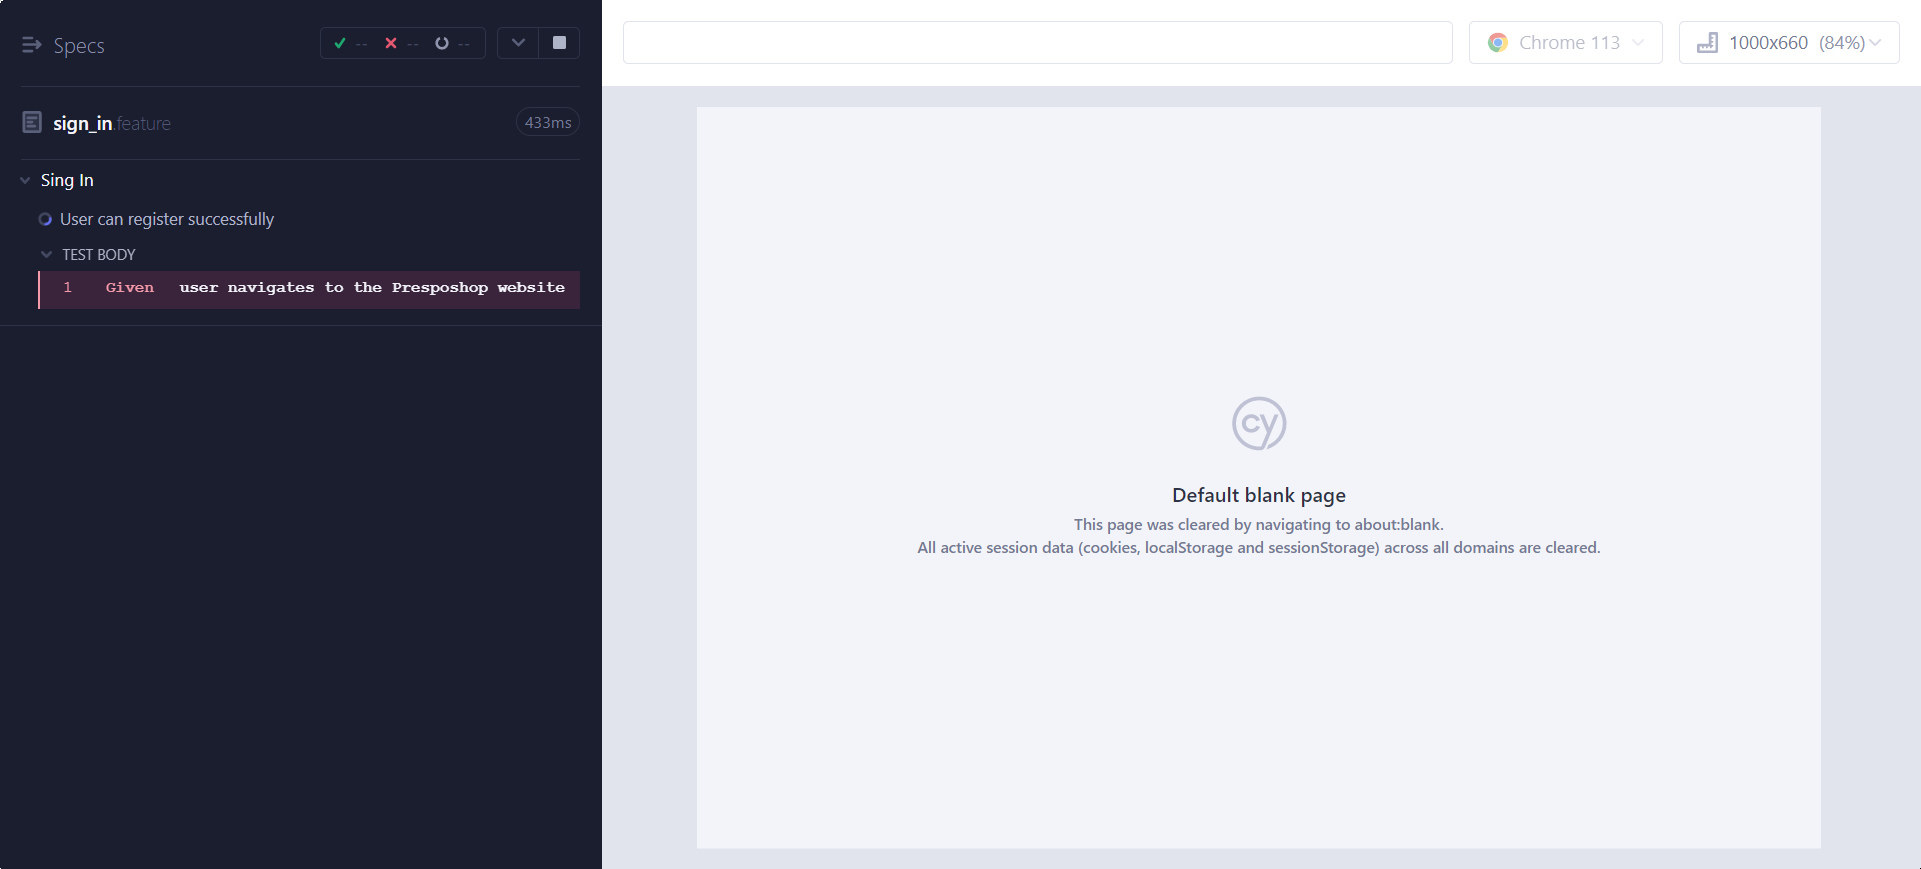 Specs
-- -- --
Chrome 113
1000x660 (84%)
sign_in.feature
433ms
Sing In
User can register successfully
TEST BODY
1 Given user navigates to the Presposhop website
cy
Default blank page
This page was cleared by navigating to about:blank.
All active session data (cookies, localStorage and sessionStorage) across all domains are cleared.